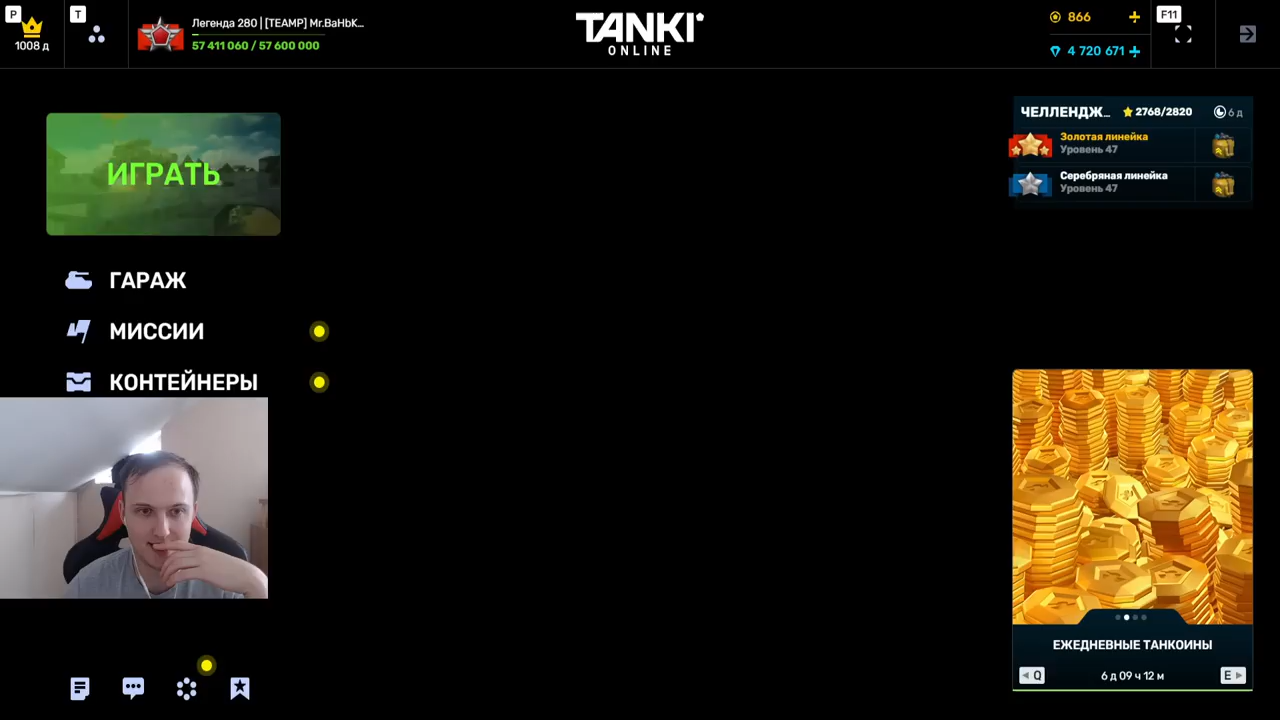 P
1008 д
T
Легенда 280 | [TEAMP] Mr.BaHbK...
57 411 060 / 57 600 000
TANKI
ONLINE
866
4 720 671
F11
ИГРАТЬ
ГАРАЖ
МИССИИ
КОНТЕЙНЕРЫ
ЧЕЛЛЕНДЖ... 2768/2820 6 д
Золотая линейка
Уровень 47
Серебряная линейка
Уровень 47
ЕЖЕДНЕВНЫЕ ТАНКОИНЫ
Q 6 д 09 ч 12 м E